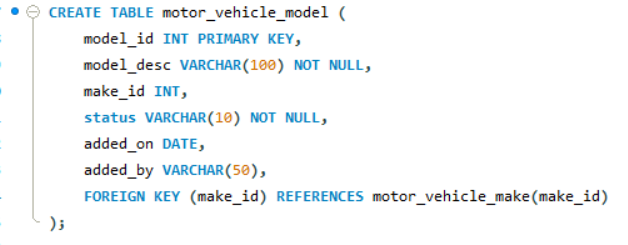 CREATE TABLE motor_vehicle_model (
model_id INT PRIMARY KEY,
model_desc VARCHAR(100) NOT NULL,
make_id INT,
status VARCHAR(10) NOT NULL,
added_on DATE,
added_by VARCHAR(50),
FOREIGN KEY (make_id) REFERENCES motor_vehicle_make(make_id)
);